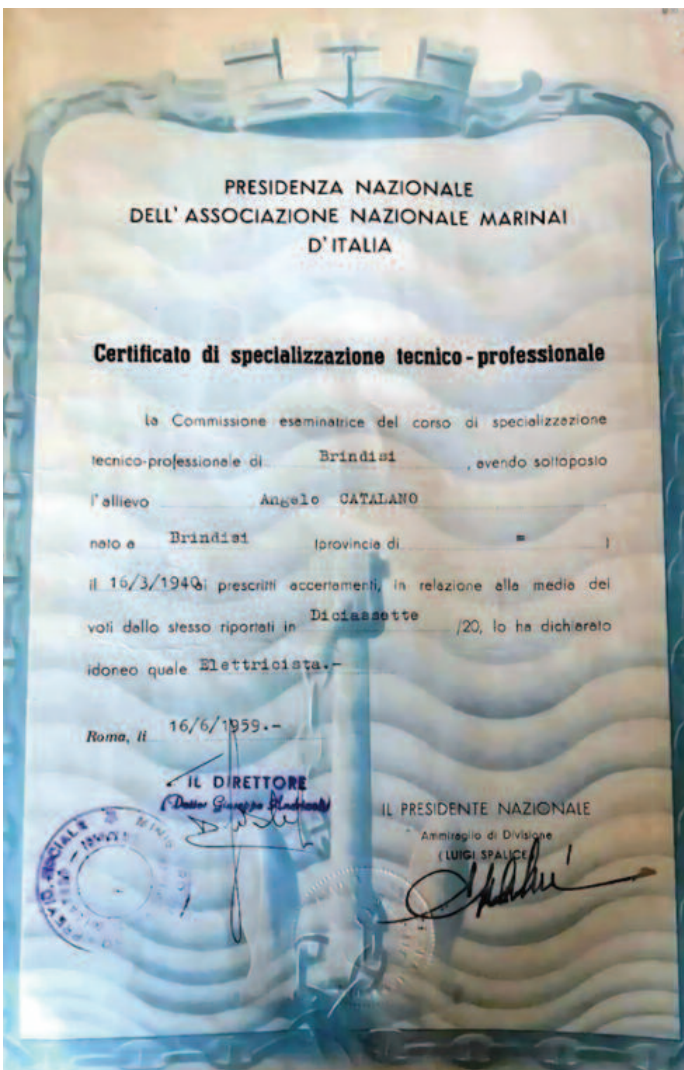 PRESIDENZA NAZIONALE
DELL' ASSOCIAZIONE NAZIONALE MARINAI
D' ITALIA
Certificato di specializzazione tecnico-professionale
La Commissione esaminatrice del corso di specializzazione
tecnico-professionale di Brindisi , avendo sottoposto
l'allievo Angelo CATALANO
nato a Brindisi (provincia di = )
il 16/3/1940 ai prescritti accertamenti, in relazione alla media dei
voti dallo stesso riportati in Diciassette /20, lo ha dichiarato
idoneo quale Elettricista.-
Roma, li 16/6/1959.-
IL DIRETTORE
(Dottor Giuseppe
IL PRESIDENTE NAZIONALE
Ammiraglio di Divisione
(LUIGI SPALICE)